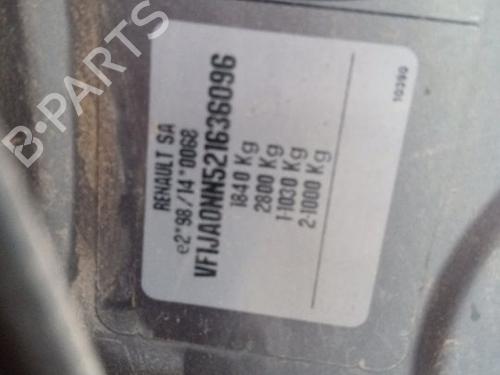 B-PARTS
RENAULT SA
e2*98/14*0068
VF1JA0NN521636096
1840 Kg
2800 Kg
1-1030 Kg
2-1000 Kg
10390